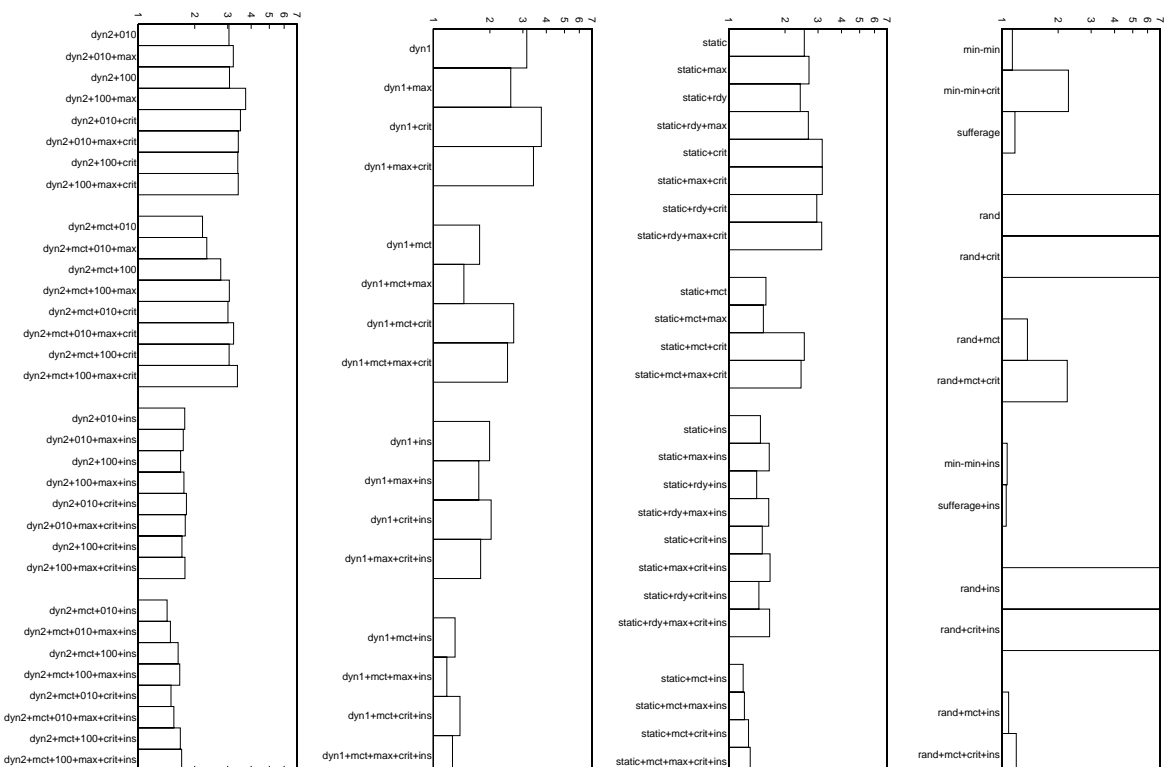 1 2 3 4 5 6 7
dyn2+010
dyn2+010+max
dyn2+100
dyn2+100+max
dyn2+010+crit
dyn2+010+max+crit
dyn2+100+crit
dyn2+100+max+crit
dyn2+mct+010
dyn2+mct+010+max
dyn2+mct+100
dyn2+mct+100+max
dyn2+mct+010+crit
dyn2+mct+010+max+crit
dyn2+mct+100+crit
dyn2+mct+100+max+crit
dyn2+010+ins
dyn2+010+max+ins
dyn2+100+ins
dyn2+100+max+ins
dyn2+010+crit+ins
dyn2+010+max+crit+ins
dyn2+100+crit+ins
dyn2+100+max+crit+ins
dyn2+mct+010+ins
dyn2+mct+010+max+ins
dyn2+mct+100+ins
dyn2+mct+100+max+ins
dyn2+mct+010+crit+ins
dyn2+mct+010+max+crit+ins
dyn2+mct+100+crit+ins
dyn2+mct+100+max+crit+ins
1 2 3 4 5 6 7
dyn1
dyn1+max
dyn1+crit
dyn1+max+crit
dyn1+mct
dyn1+mct+max
dyn1+mct+crit
dyn1+mct+max+crit
dyn1+ins
dyn1+max+ins
dyn1+crit+ins
dyn1+max+crit+ins
dyn1+mct+ins
dyn1+mct+max+ins
dyn1+mct+crit+ins
dyn1+mct+max+crit+ins
1 2 3 4 5 6 7
static
static+max
static+rdy
static+rdy+max
static+crit
static+max+crit
static+rdy+crit
static+rdy+max+crit
static+mct
static+mct+max
static+mct+crit
static+mct+max+crit
static+ins
static+max+ins
static+rdy+ins
static+rdy+max+ins
static+crit+ins
static+max+crit+ins
static+rdy+crit+ins
static+rdy+max+crit+ins
static+mct+ins
static+mct+max+ins
static+mct+crit+ins
static+mct+max+crit+ins
1 2 3 4 5 6 7
min-min
min-min+crit
sufferage
rand
rand+crit
rand+mct
rand+mct+crit
min-min+ins
sufferage+ins
rand+ins
rand+crit+ins
rand+mct+ins
rand+mct+crit+ins